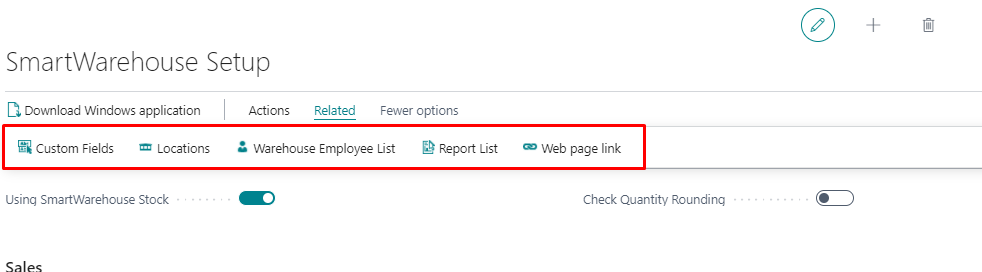 SmartWarehouse Setup
Download Windows application Actions Related Fewer options
Custom Fields Locations Warehouse Employee List Report List Web page link
Using SmartWarehouse Stock Check Quantity Rounding
Sales